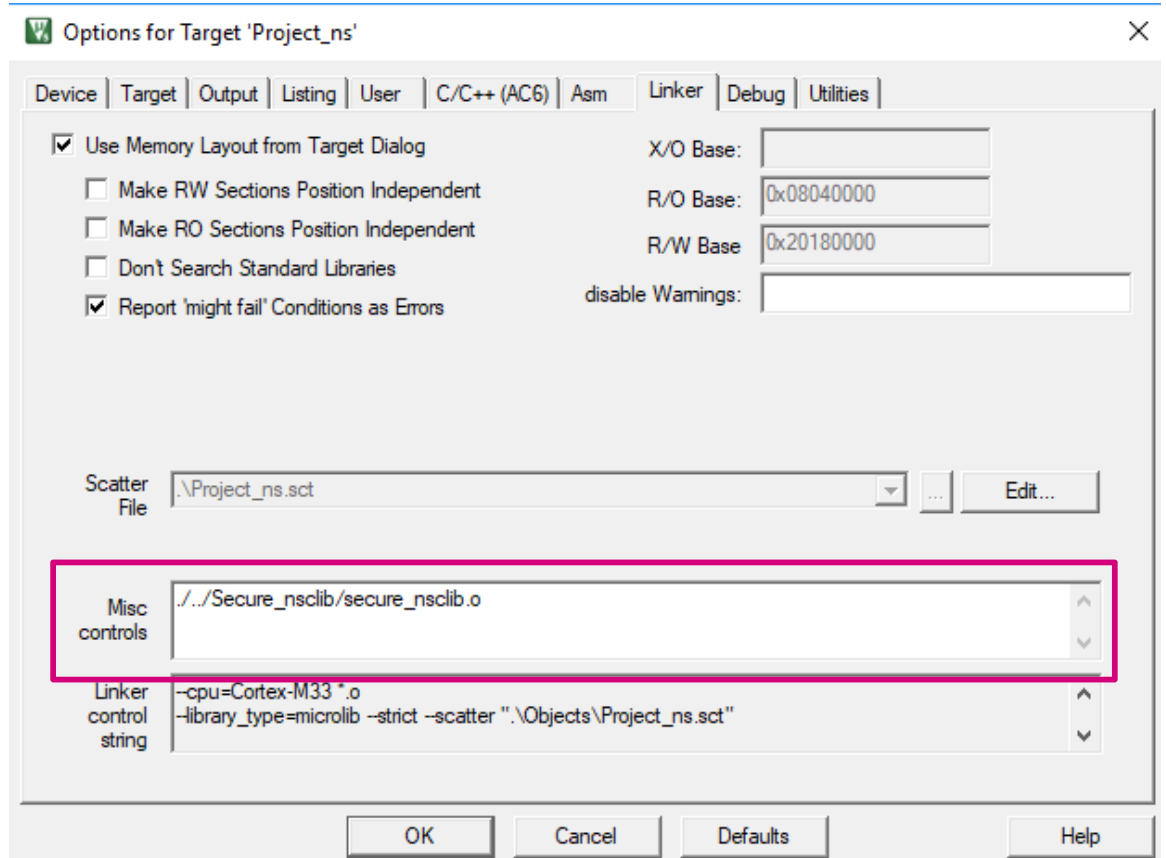 Options for Target 'Project_ns'
Device Target Output Listing User C/C++ (AC6) Asm Linker Debug Utilities
Use Memory Layout from Target Dialog
Make RW Sections Position Independent
Make RO Sections Position Independent
Don't Search Standard Libraries
Report 'might fail' Conditions as Errors
X/O Base:
R/O Base: 0x08040000
R/W Base 0x20180000
disable Warnings:
Scatter
File
.\Project_ns.sct
...
Edit...
Misc
controls
./../Secure_nsclib/secure_nsclib.o
Linker
control
string
--cpu=Cortex-M33 *.o
--library_type=microlib --strict --scatter ".\Objects\Project_ns.sct"
OK Cancel Defaults Help